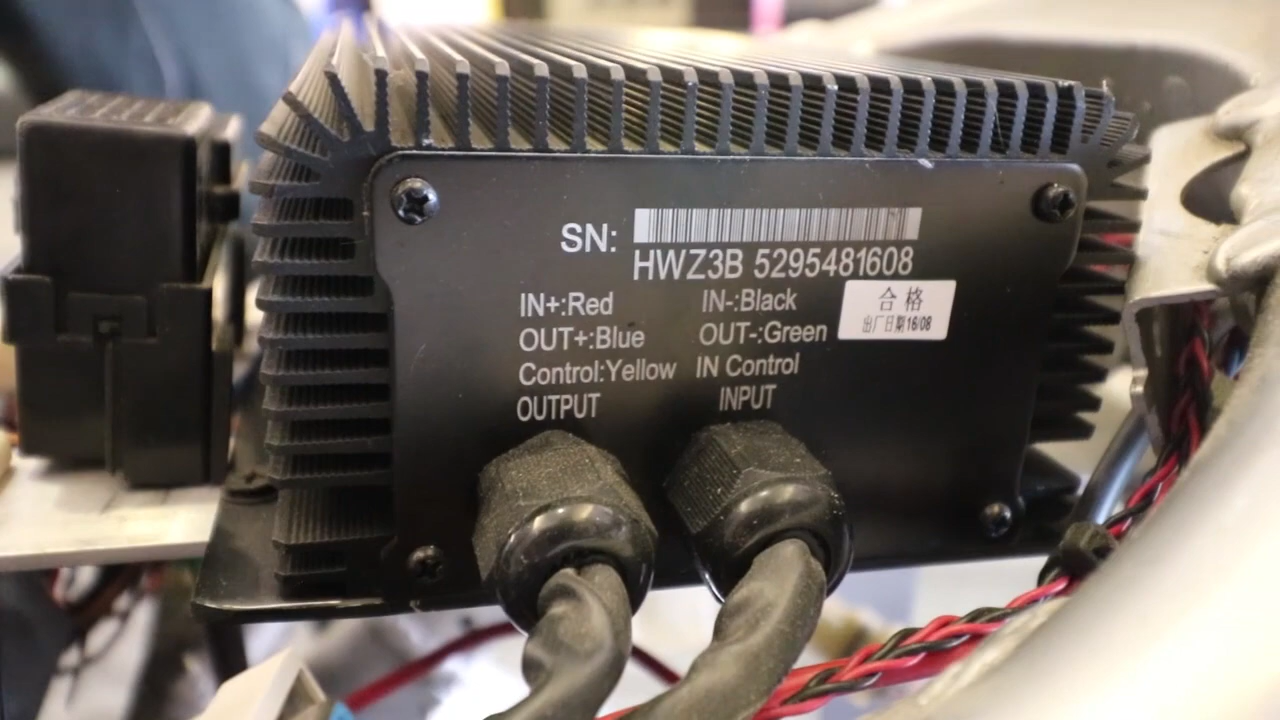 SN:
HWZ3B 5295481608
IN+:Red IN-:Black
OUT+:Blue OUT-:Green
Control:Yellow IN Control
OUTPUT INPUT
合格
出厂日期16/08